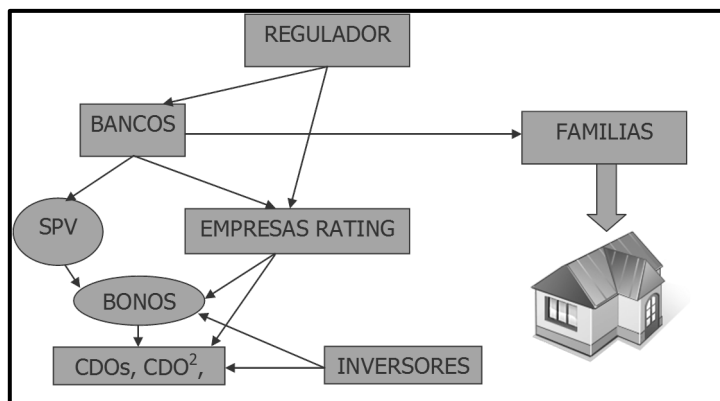 REGULADOR
BANCOS
FAMILIAS
SPV
EMPRESAS RATING
BONOS
CDOs, CDO²,
INVERSORES